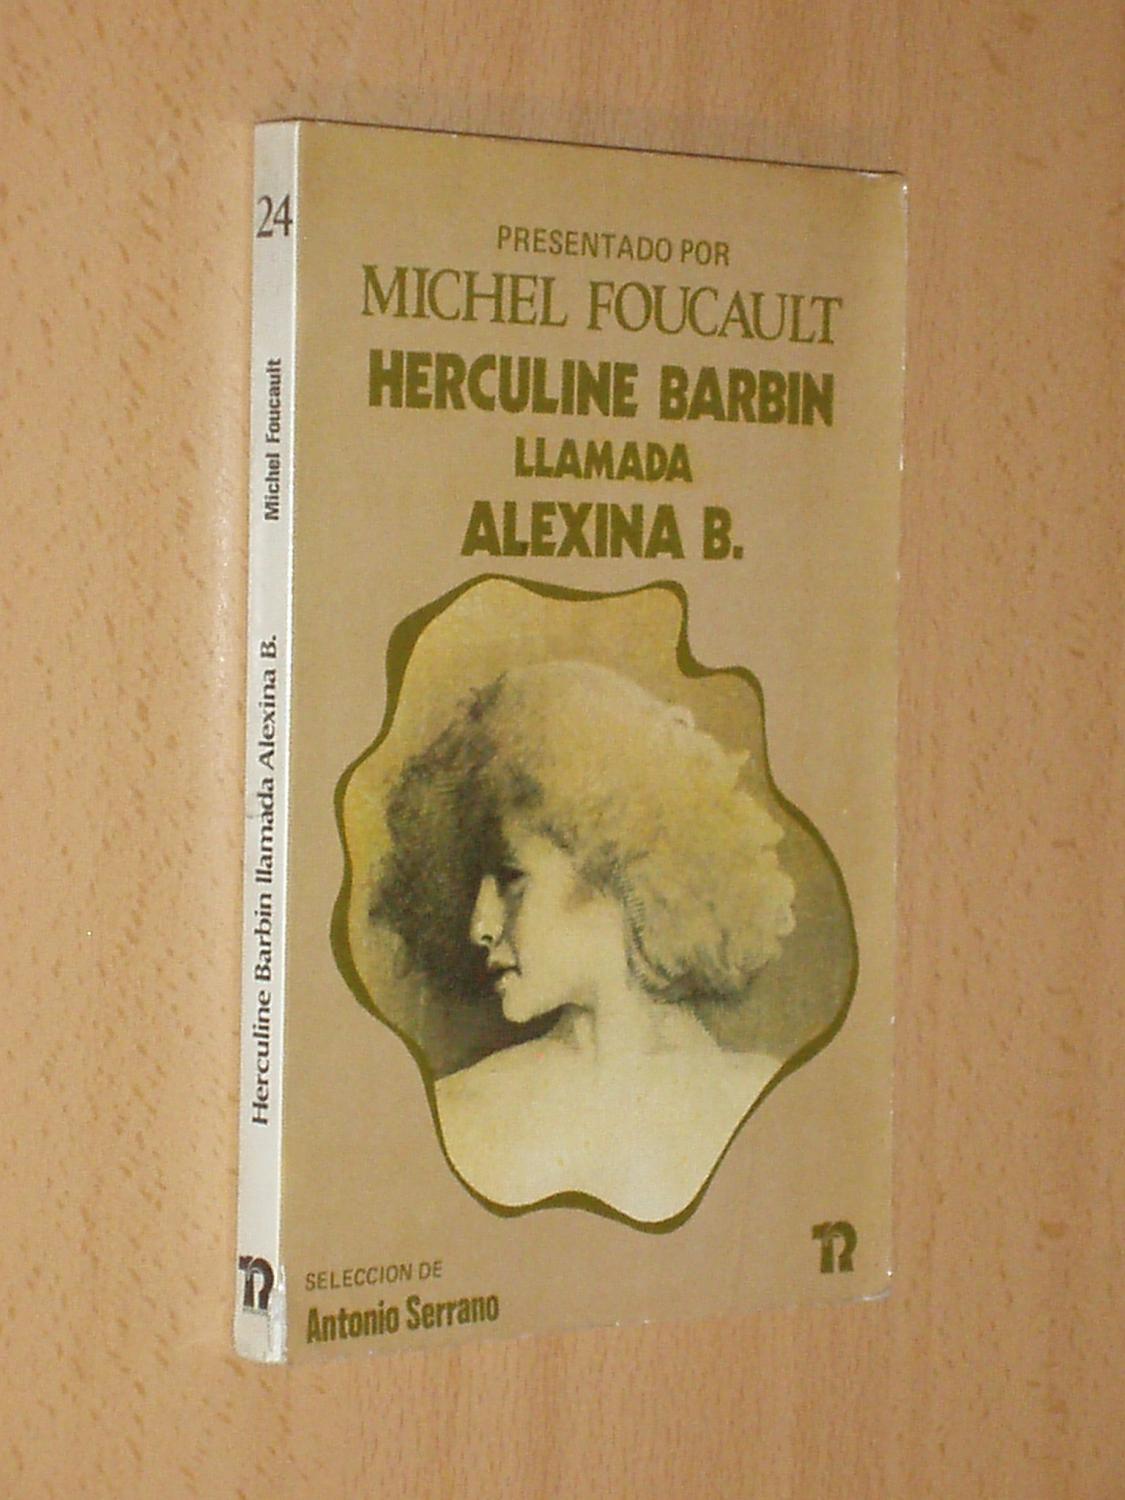 24
Michel Foucault
Herculine Barbin llamada Alexina B.
PRESENTADO POR
MICHEL FOUCAULT
HERCULINE BARBIN
LLAMADA
ALEXINA B.
SELECCION DE
Antonio Serrano